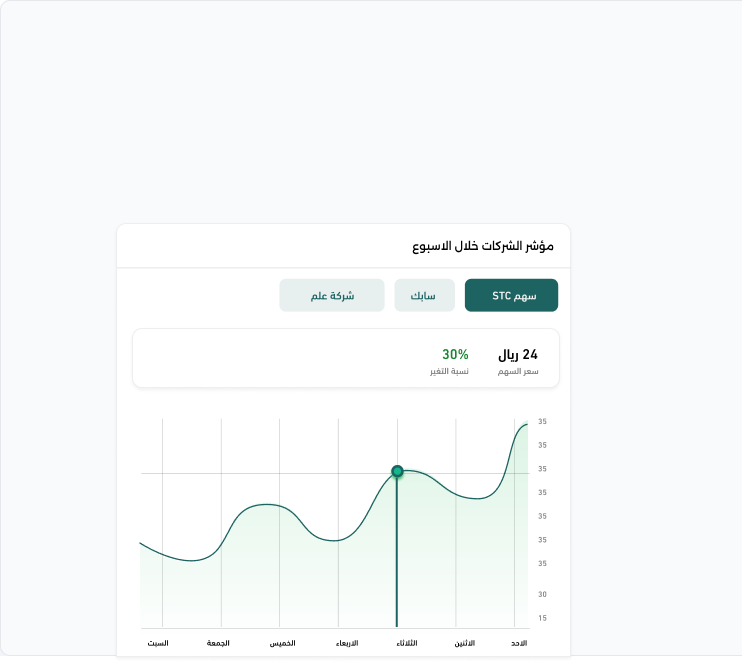 مؤشر الشركات خلال الاسبوع
سهم STC
سابك
شركة علم
24 ريال
30%
سعر السهم
نسبة التغير
35
35
35
35
35
35
35
30
15
الاحد
الاثنين
الثلاثاء
الاربعاء
الخميس
الجمعة
السبت